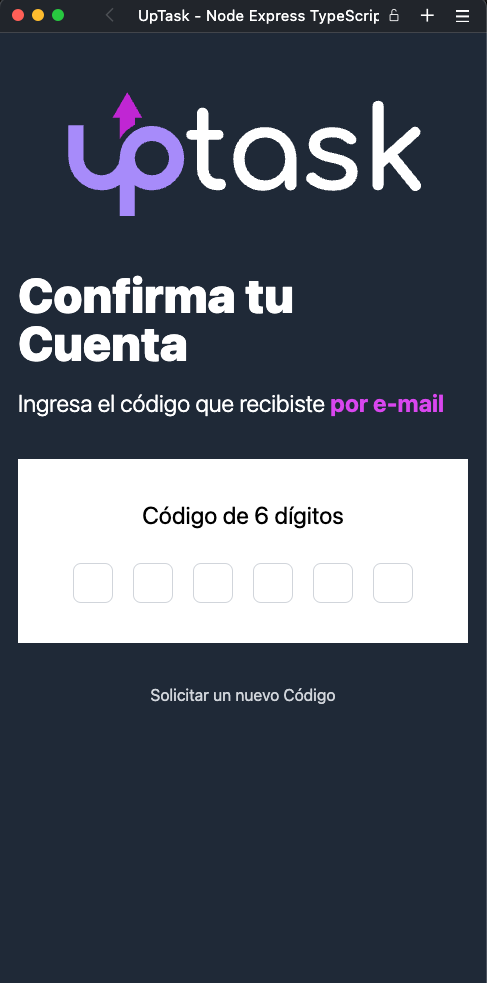 UpTask - Node Express TypeScrip
uptask
Confirma tu
Cuenta
Ingresa el código que recibiste por e-mail
Código de 6 dígitos
Solicitar un nuevo Código